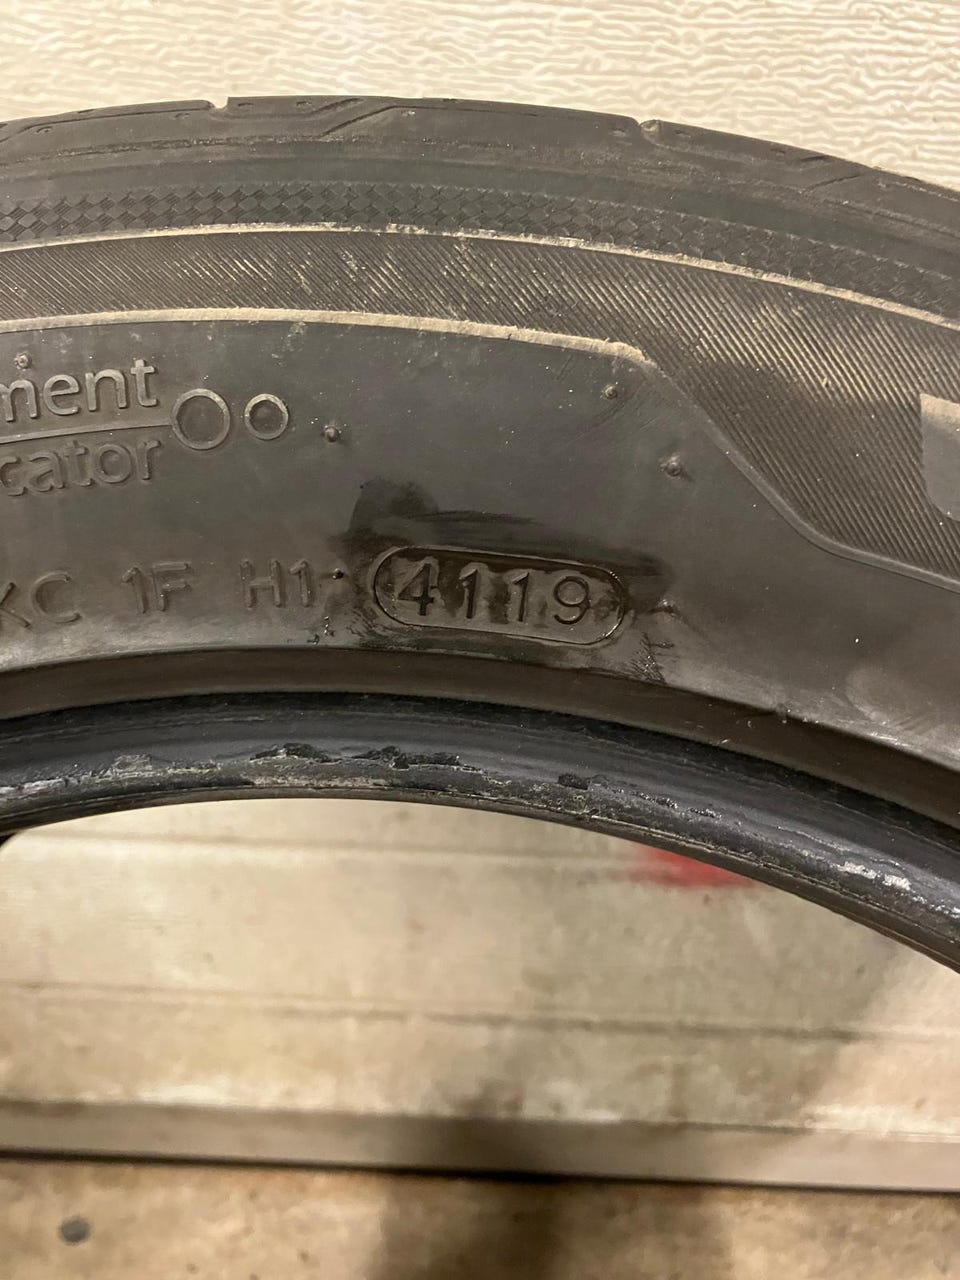 ment
cator
KC 1F H1 4119